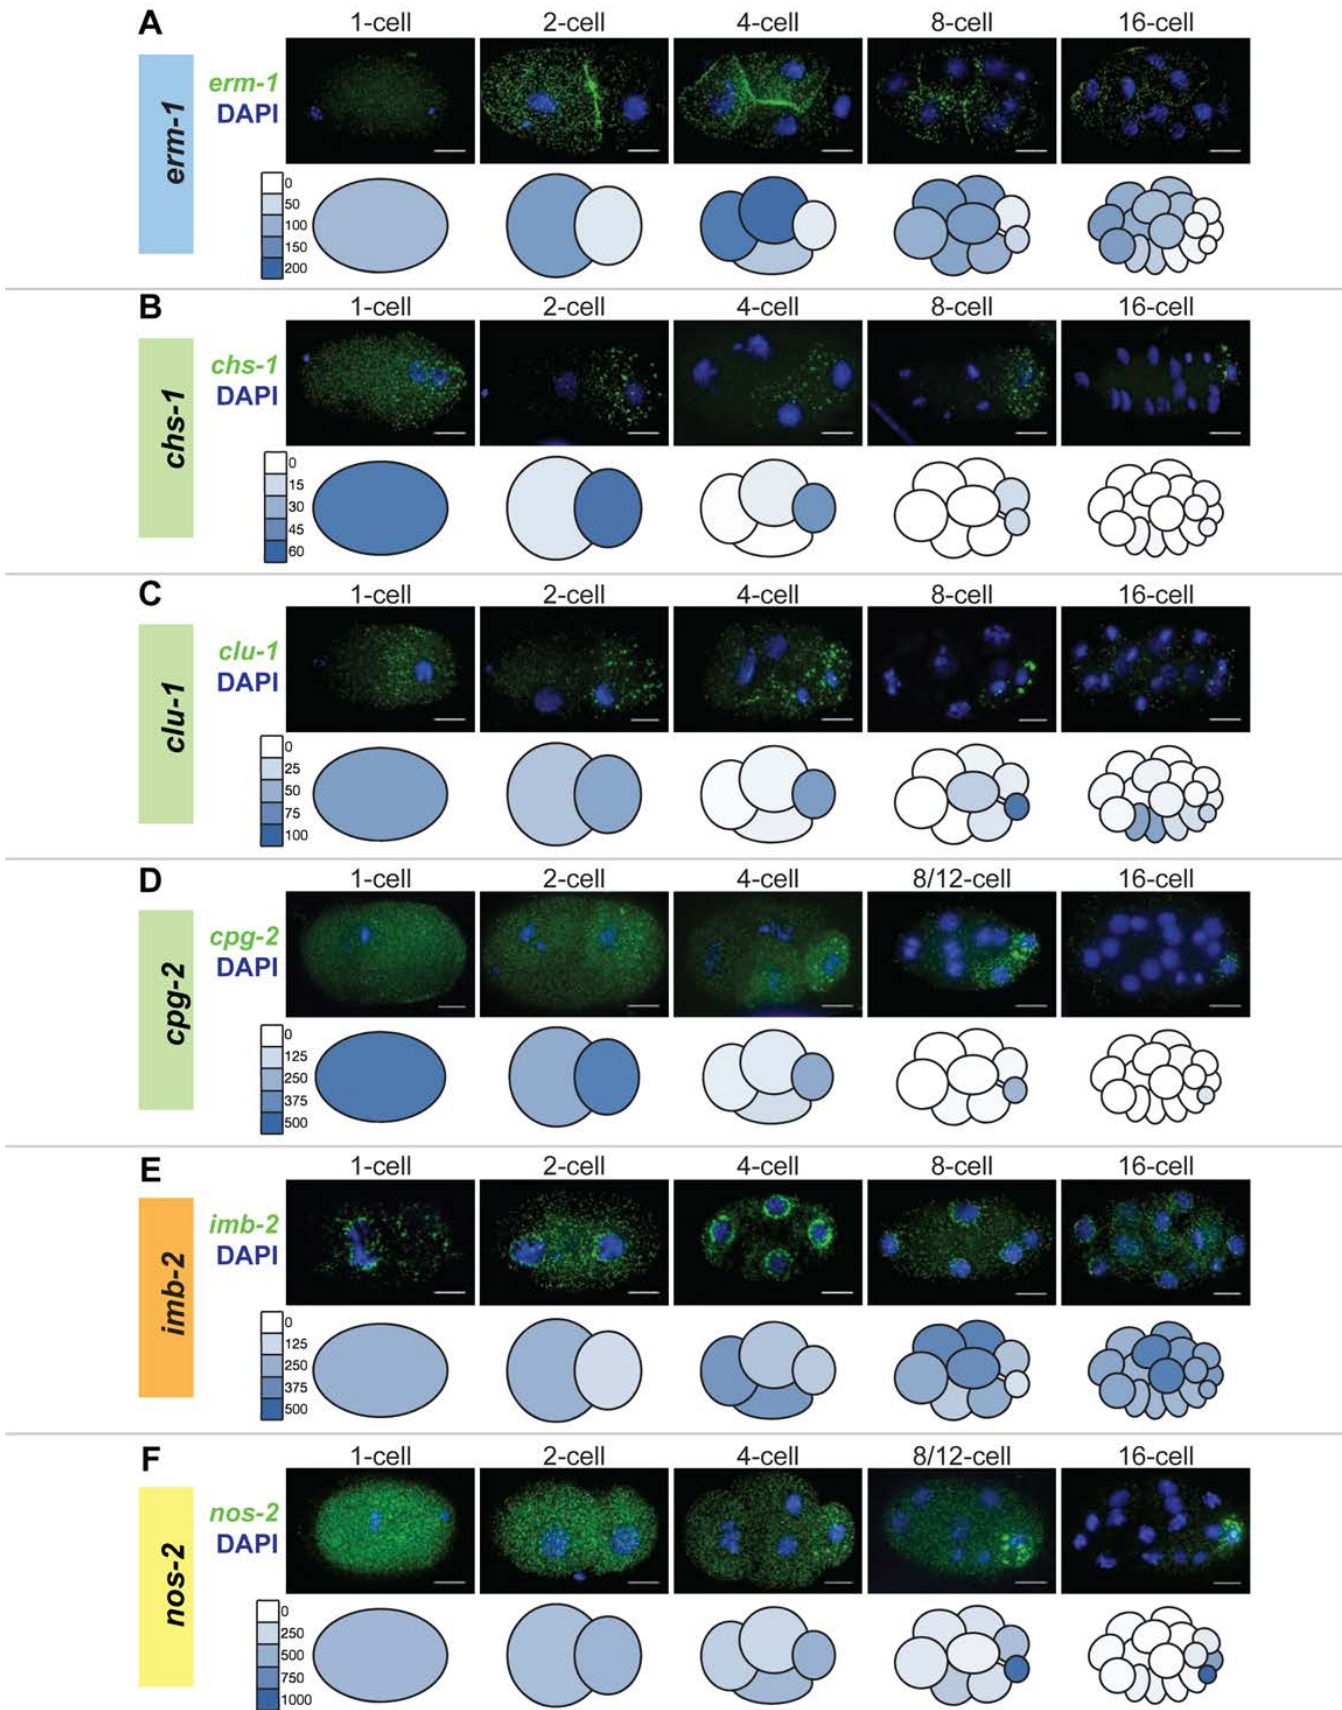 A
1-cell 2-cell 4-cell 8-cell 16-cell
erm-1
erm-1
DAPI
0
50
100
150
200
B
1-cell 2-cell 4-cell 8-cell 16-cell
chs-1
chs-1
DAPI
0
15
30
45
60
C
1-cell 2-cell 4-cell 8-cell 16-cell
clu-1
clu-1
DAPI
0
25
50
75
100
D
1-cell 2-cell 4-cell 8/12-cell 16-cell
cpg-2
cpg-2
DAPI
0
125
250
375
500
E
1-cell 2-cell 4-cell 8-cell 16-cell
imb-2
imb-2
DAPI
0
125
250
375
500
F
1-cell 2-cell 4-cell 8/12-cell 16-cell
nos-2
nos-2
DAPI
0
250
500
750
1000